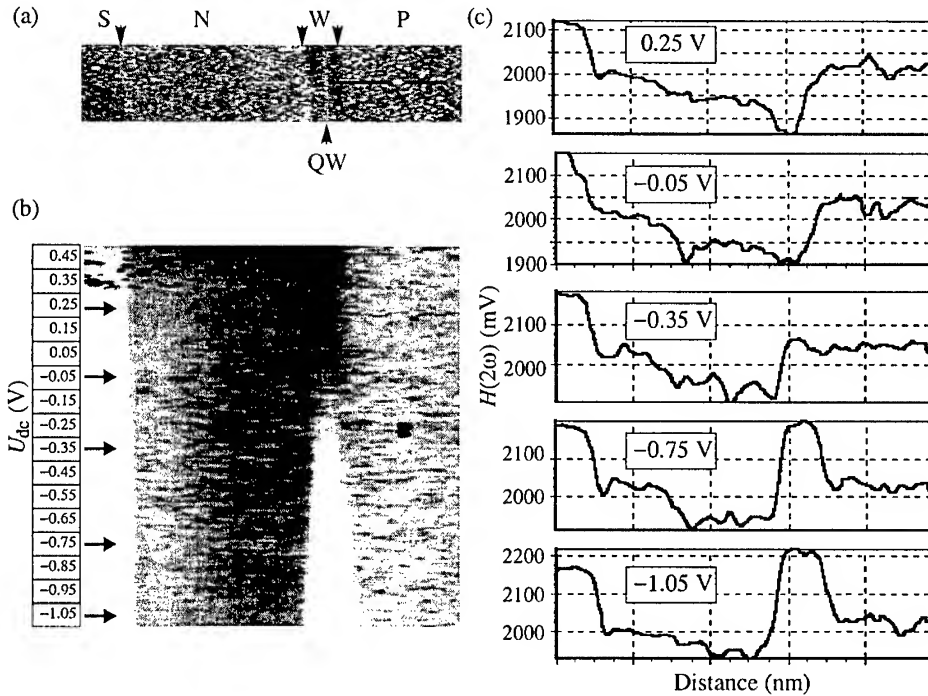 (a)
S N W P
QW
(b)
U_dc (V)
0.45
0.35
0.25
0.15
0.05
−0.05
−0.15
−0.25
−0.35
−0.45
−0.55
−0.65
−0.75
−0.85
−0.95
−1.05
(c)
H(2ω) (mV)
0.25 V
2100
2000
1900
−0.05 V
2100
2000
1900
−0.35 V
2100
2000
−0.75 V
2100
2000
−1.05 V
2200
2100
2000
Distance (nm)